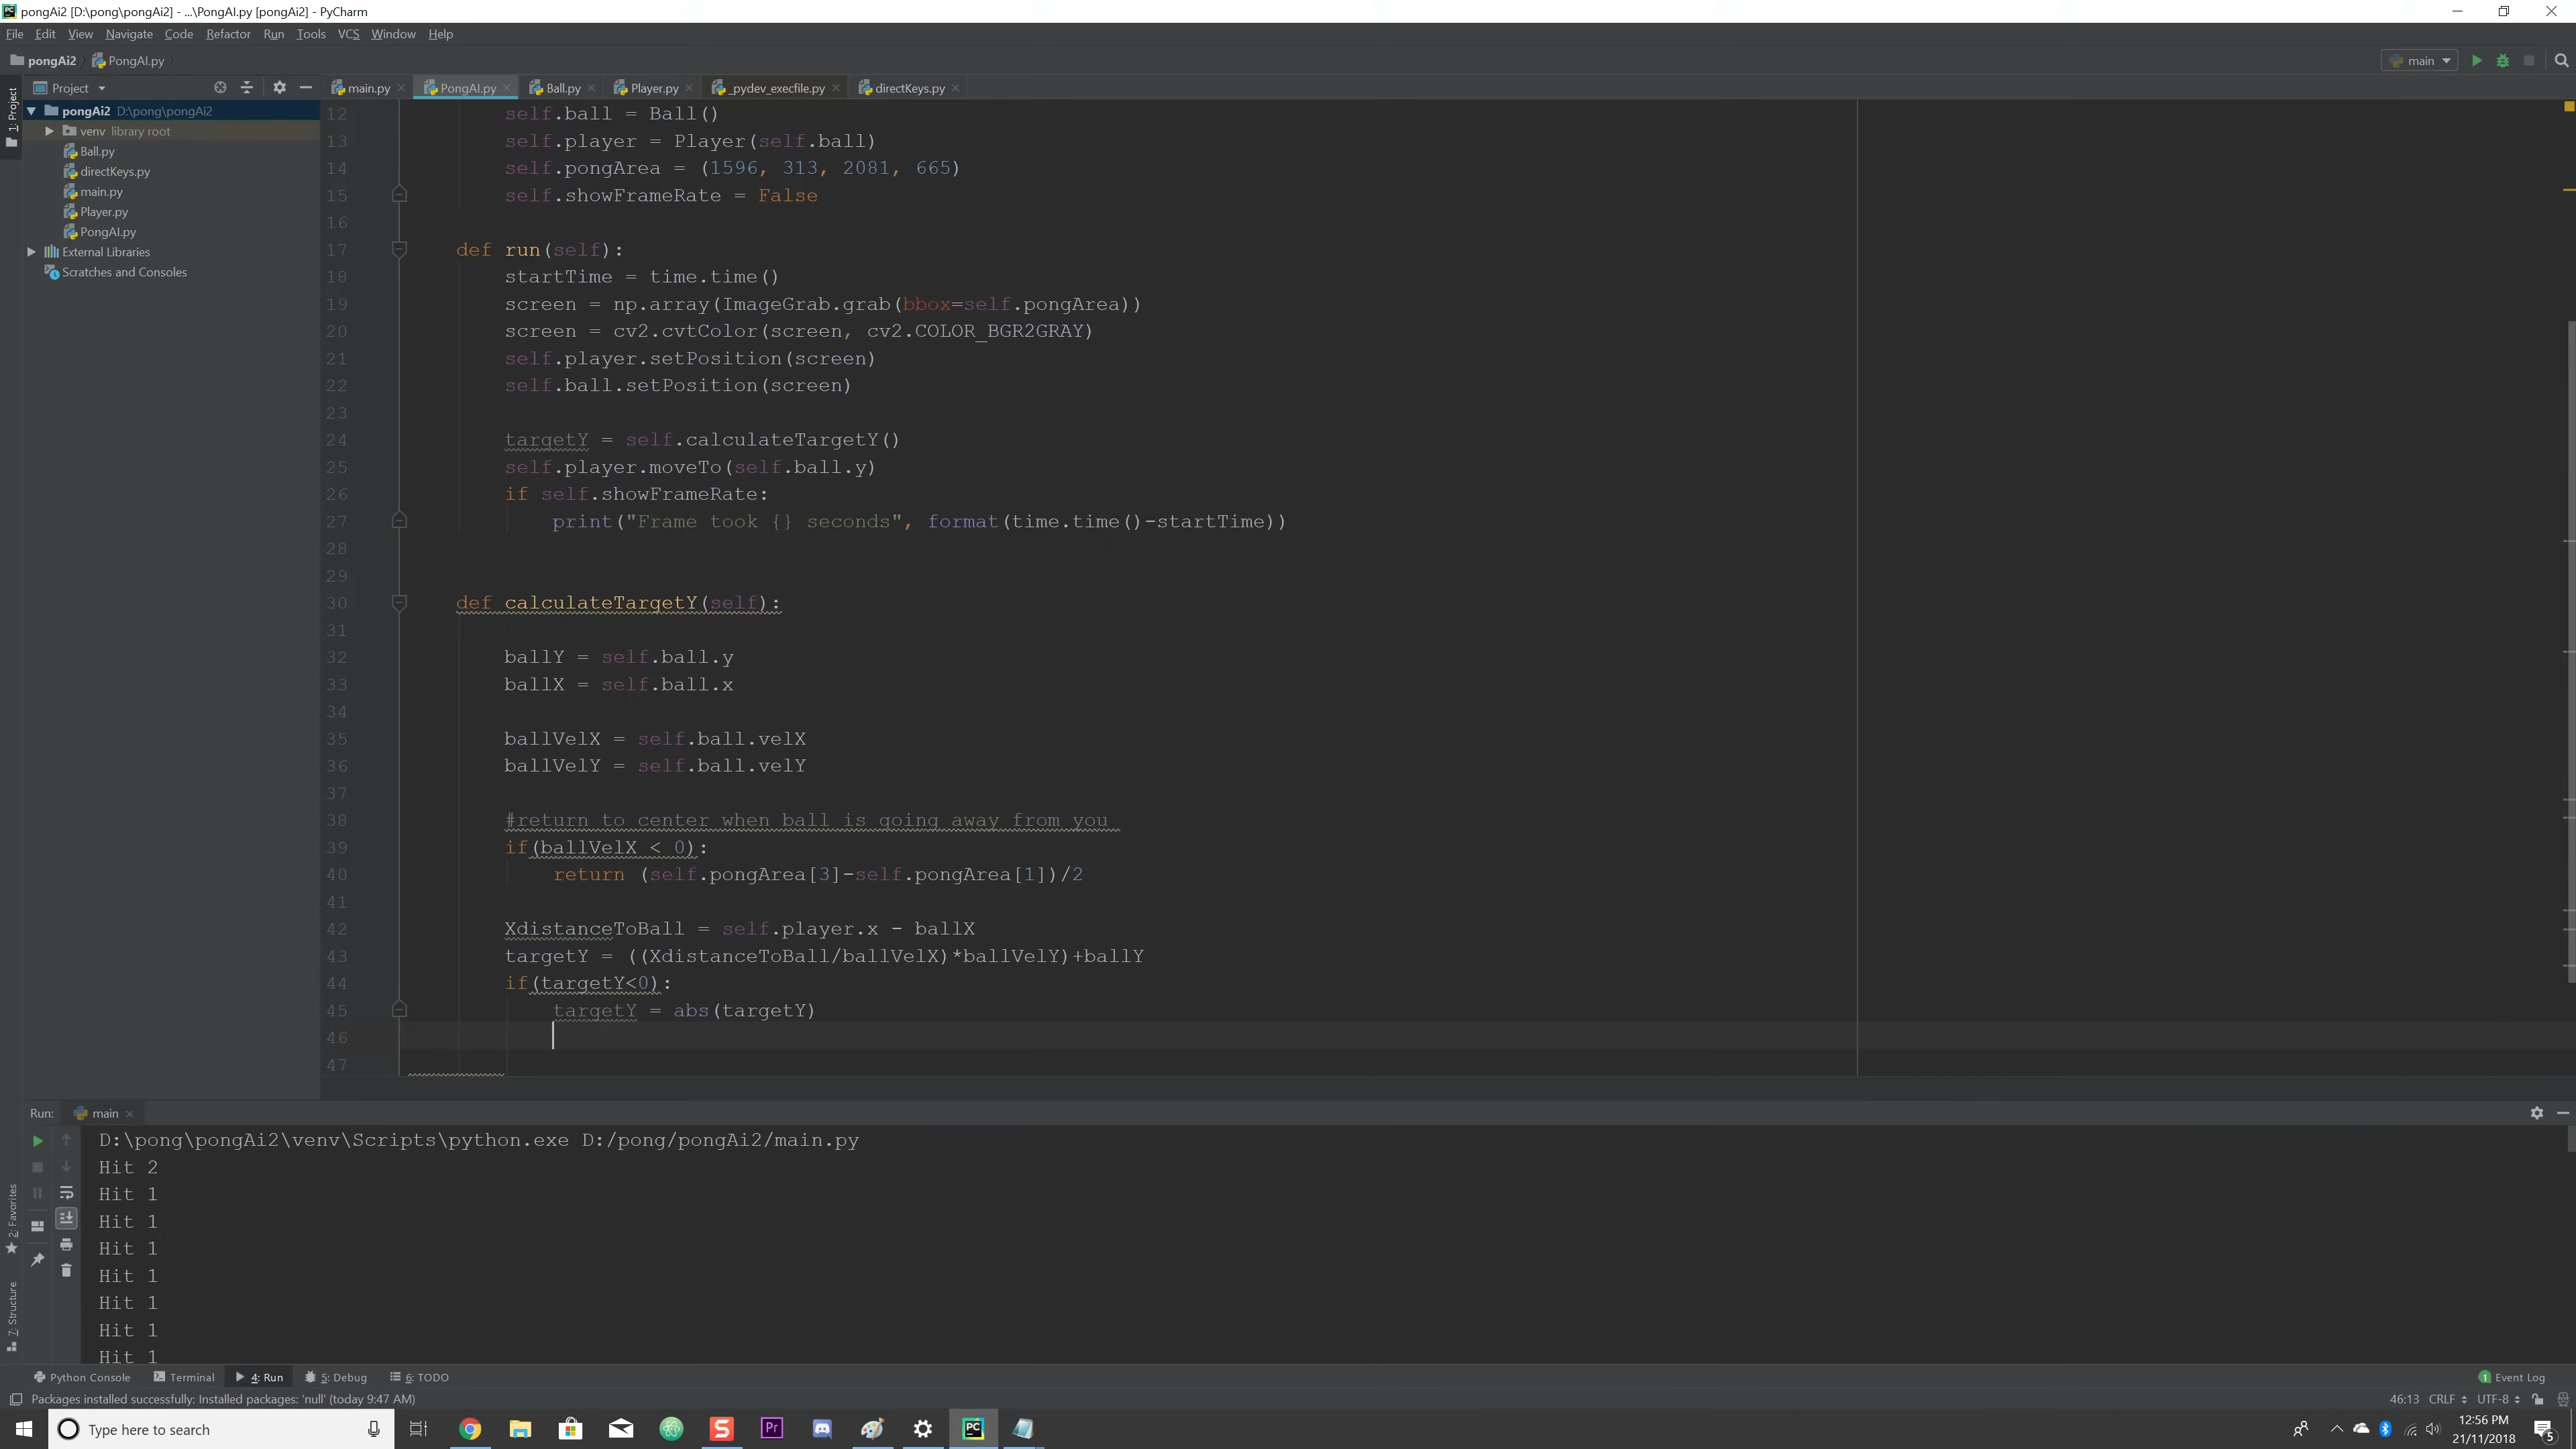 pongAi2 [D:\pong\pongAi2] - ...\PongAI.py [pongAi2] - PyCharm
File Edit View Navigate Code Refactor Run Tools VCS Window Help
pongAi2 PongAI.py main
Project main.py PongAI.py Ball.py Player.py _pydev_execfile.py directKeys.py
1: Project
pongAi2 D:\pong\pongAi2
venv library root
Ball.py
directKeys.py
main.py
Player.py
PongAI.py
External Libraries
Scratches and Consoles
12 self.ball = Ball()
13 self.player = Player(self.ball)
14 self.pongArea = (1596, 313, 2081, 665)
15 self.showFrameRate = False
16
17 def run(self):
18 startTime = time.time()
19 screen = np.array(ImageGrab.grab(bbox=self.pongArea))
20 screen = cv2.cvtColor(screen, cv2.COLOR_BGR2GRAY)
21 self.player.setPosition(screen)
22 self.ball.setPosition(screen)
23
24 targetY = self.calculateTargetY()
25 self.player.moveTo(self.ball.y)
26 if self.showFrameRate:
27 print("Frame took {} seconds", format(time.time()-startTime))
28
29
30 def calculateTargetY(self):
31
32 ballY = self.ball.y
33 ballX = self.ball.x
34
35 ballVelX = self.ball.velX
36 ballVelY = self.ball.velY
37
38 #return to center when ball is going away from you
39 if(ballVelX < 0):
40 return (self.pongArea[3]-self.pongArea[1])/2
41
42 XdistanceToBall = self.player.x - ballX
43 targetY = ((XdistanceToBall/ballVelX)*ballVelY)+ballY
44 if(targetY<0):
45 targetY = abs(targetY)
46
47
Run: main
D:\pong\pongAi2\venv\Scripts\python.exe D:/pong/pongAi2/main.py
Hit 2
Hit 1
Hit 1
Hit 1
Hit 1
Hit 1
Hit 1
Hit 1
2: Favorites
7: Structure
Python Console Terminal 4: Run 5: Debug 6: TODO 1 Event Log
Packages installed successfully: Installed packages: 'null' (today 9:47 AM) 46:13 CRLF UTF-8
Type here to search
S Pr PC
12:56 PM
21/11/2018
5